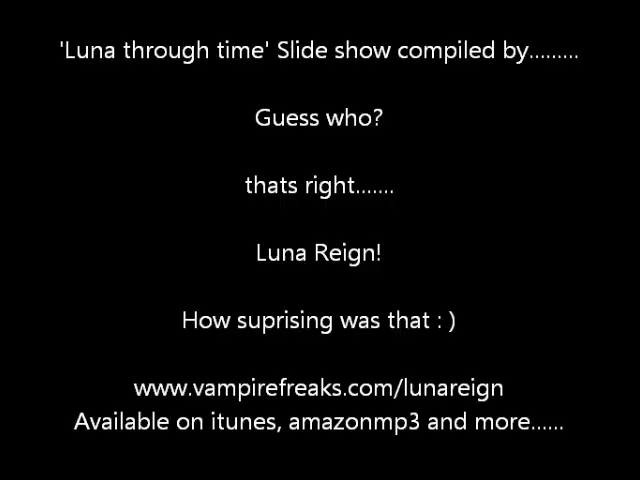 'Luna through time' Slide show compiled by.........
Guess who?
thats right.......
Luna Reign!
How suprising was that : )
www.vampirefreaks.com/lunareign
Available on itunes, amazonmp3 and more......